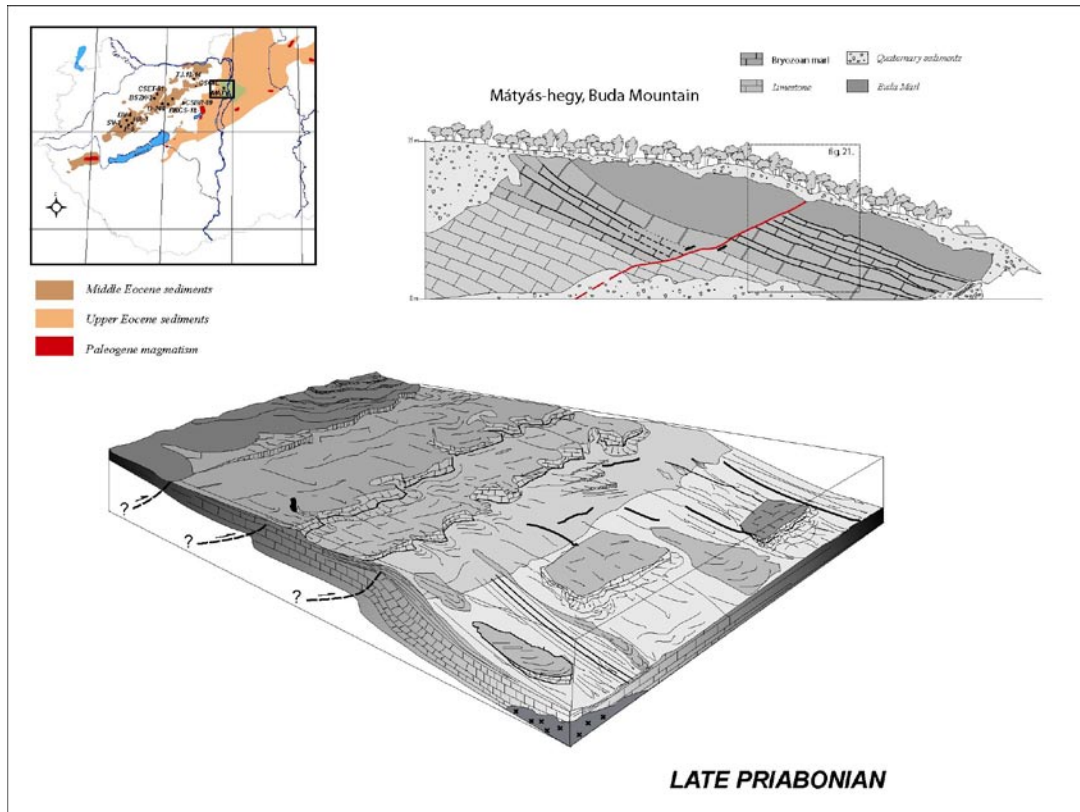 Bryozoan marl
Quaternary sediments
Limestone
Buda Marl
Mátyás-hegy, Buda Mountain
fig. 21.
0 m
Middle Eocene sediments
Upper Eocene sediments
Paleogene magmatism
?
?
?
LATE PRIABONIAN